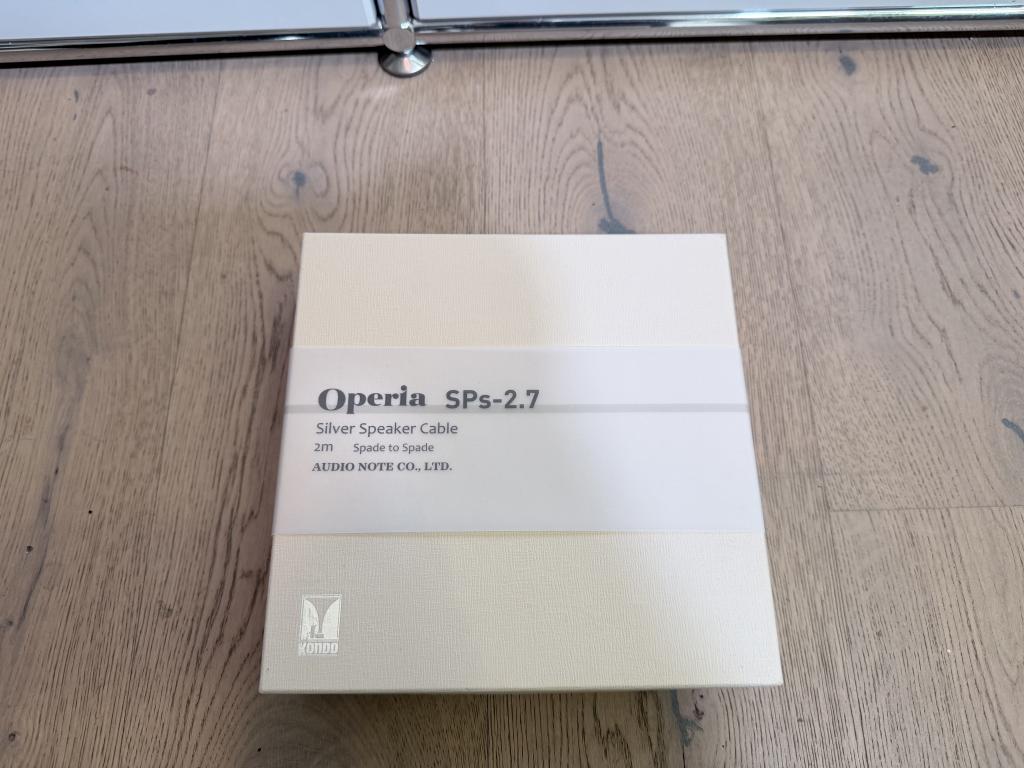 Operia SPs-2.7
Silver Speaker Cable
2m Spade to Spade
AUDIO NOTE CO., LTD.
KONDO